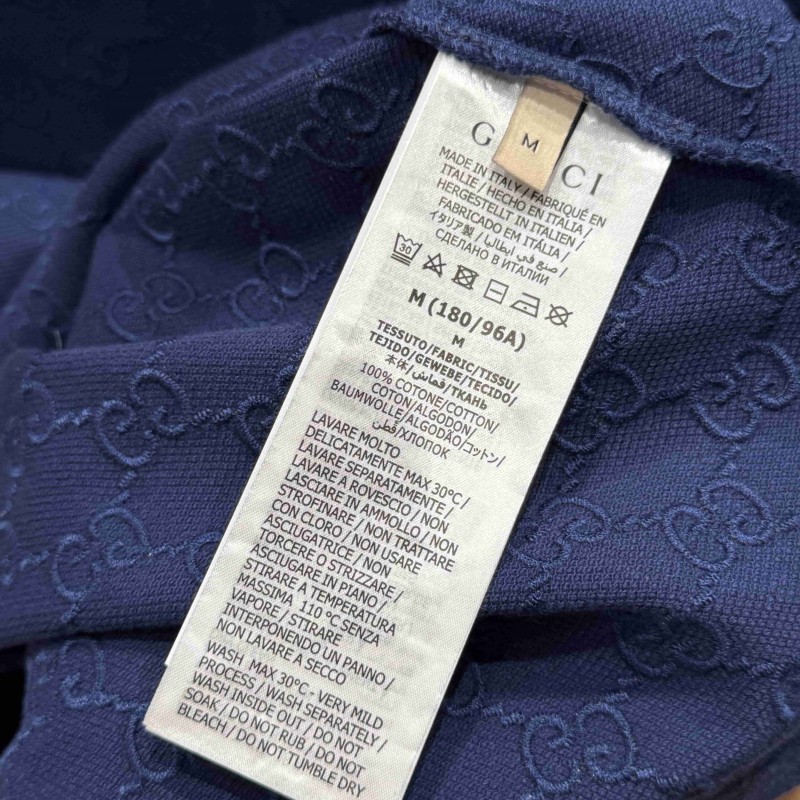 M
G CI
MADE IN ITALY / FABRIQUÉ EN
ITALIE / HECHO EN ITALIA /
HERGESTELLT IN ITALIEN /
FABRICADO EM ITÁLIA /
イタリア製 / صنع في ايطاليا /
СДЕЛАНО В ИТАЛИИ
30
M (180/96A)
M
TESSUTO/FABRIC/TISSU/
TEJIDO/GEWEBE/TECIDO/
本体/قماش/ТКАНЬ
100% COTONE/COTTON/
COTON/ALGODON/
BAUMWOLLE/ALGODÃO/コットン/
قطن/ХЛОПОК
LAVARE MOLTO
DELICATAMENTE MAX 30°C /
LAVARE SEPARATAMENTE /
LAVARE A ROVESCIO / NON
LASCIARE IN AMMOLLO / NON
STROFINARE / NON TRATTARE
CON CLORO / NON USARE
ASCIUGATRICE / NON
TORCERE O STRIZZARE /
ASCIUGARE IN PIANO /
STIRARE A TEMPERATURA
MASSIMA 110°C SENZA
VAPORE / STIRARE
INTERPONENDO UN PANNO /
NON LAVARE A SECCO
WASH MAX 30°C - VERY MILD
PROCESS / WASH SEPARATELY /
WASH INSIDE OUT / DO NOT
SOAK / DO NOT RUB / DO NOT
BLEACH / DO NOT TUMBLE DRY